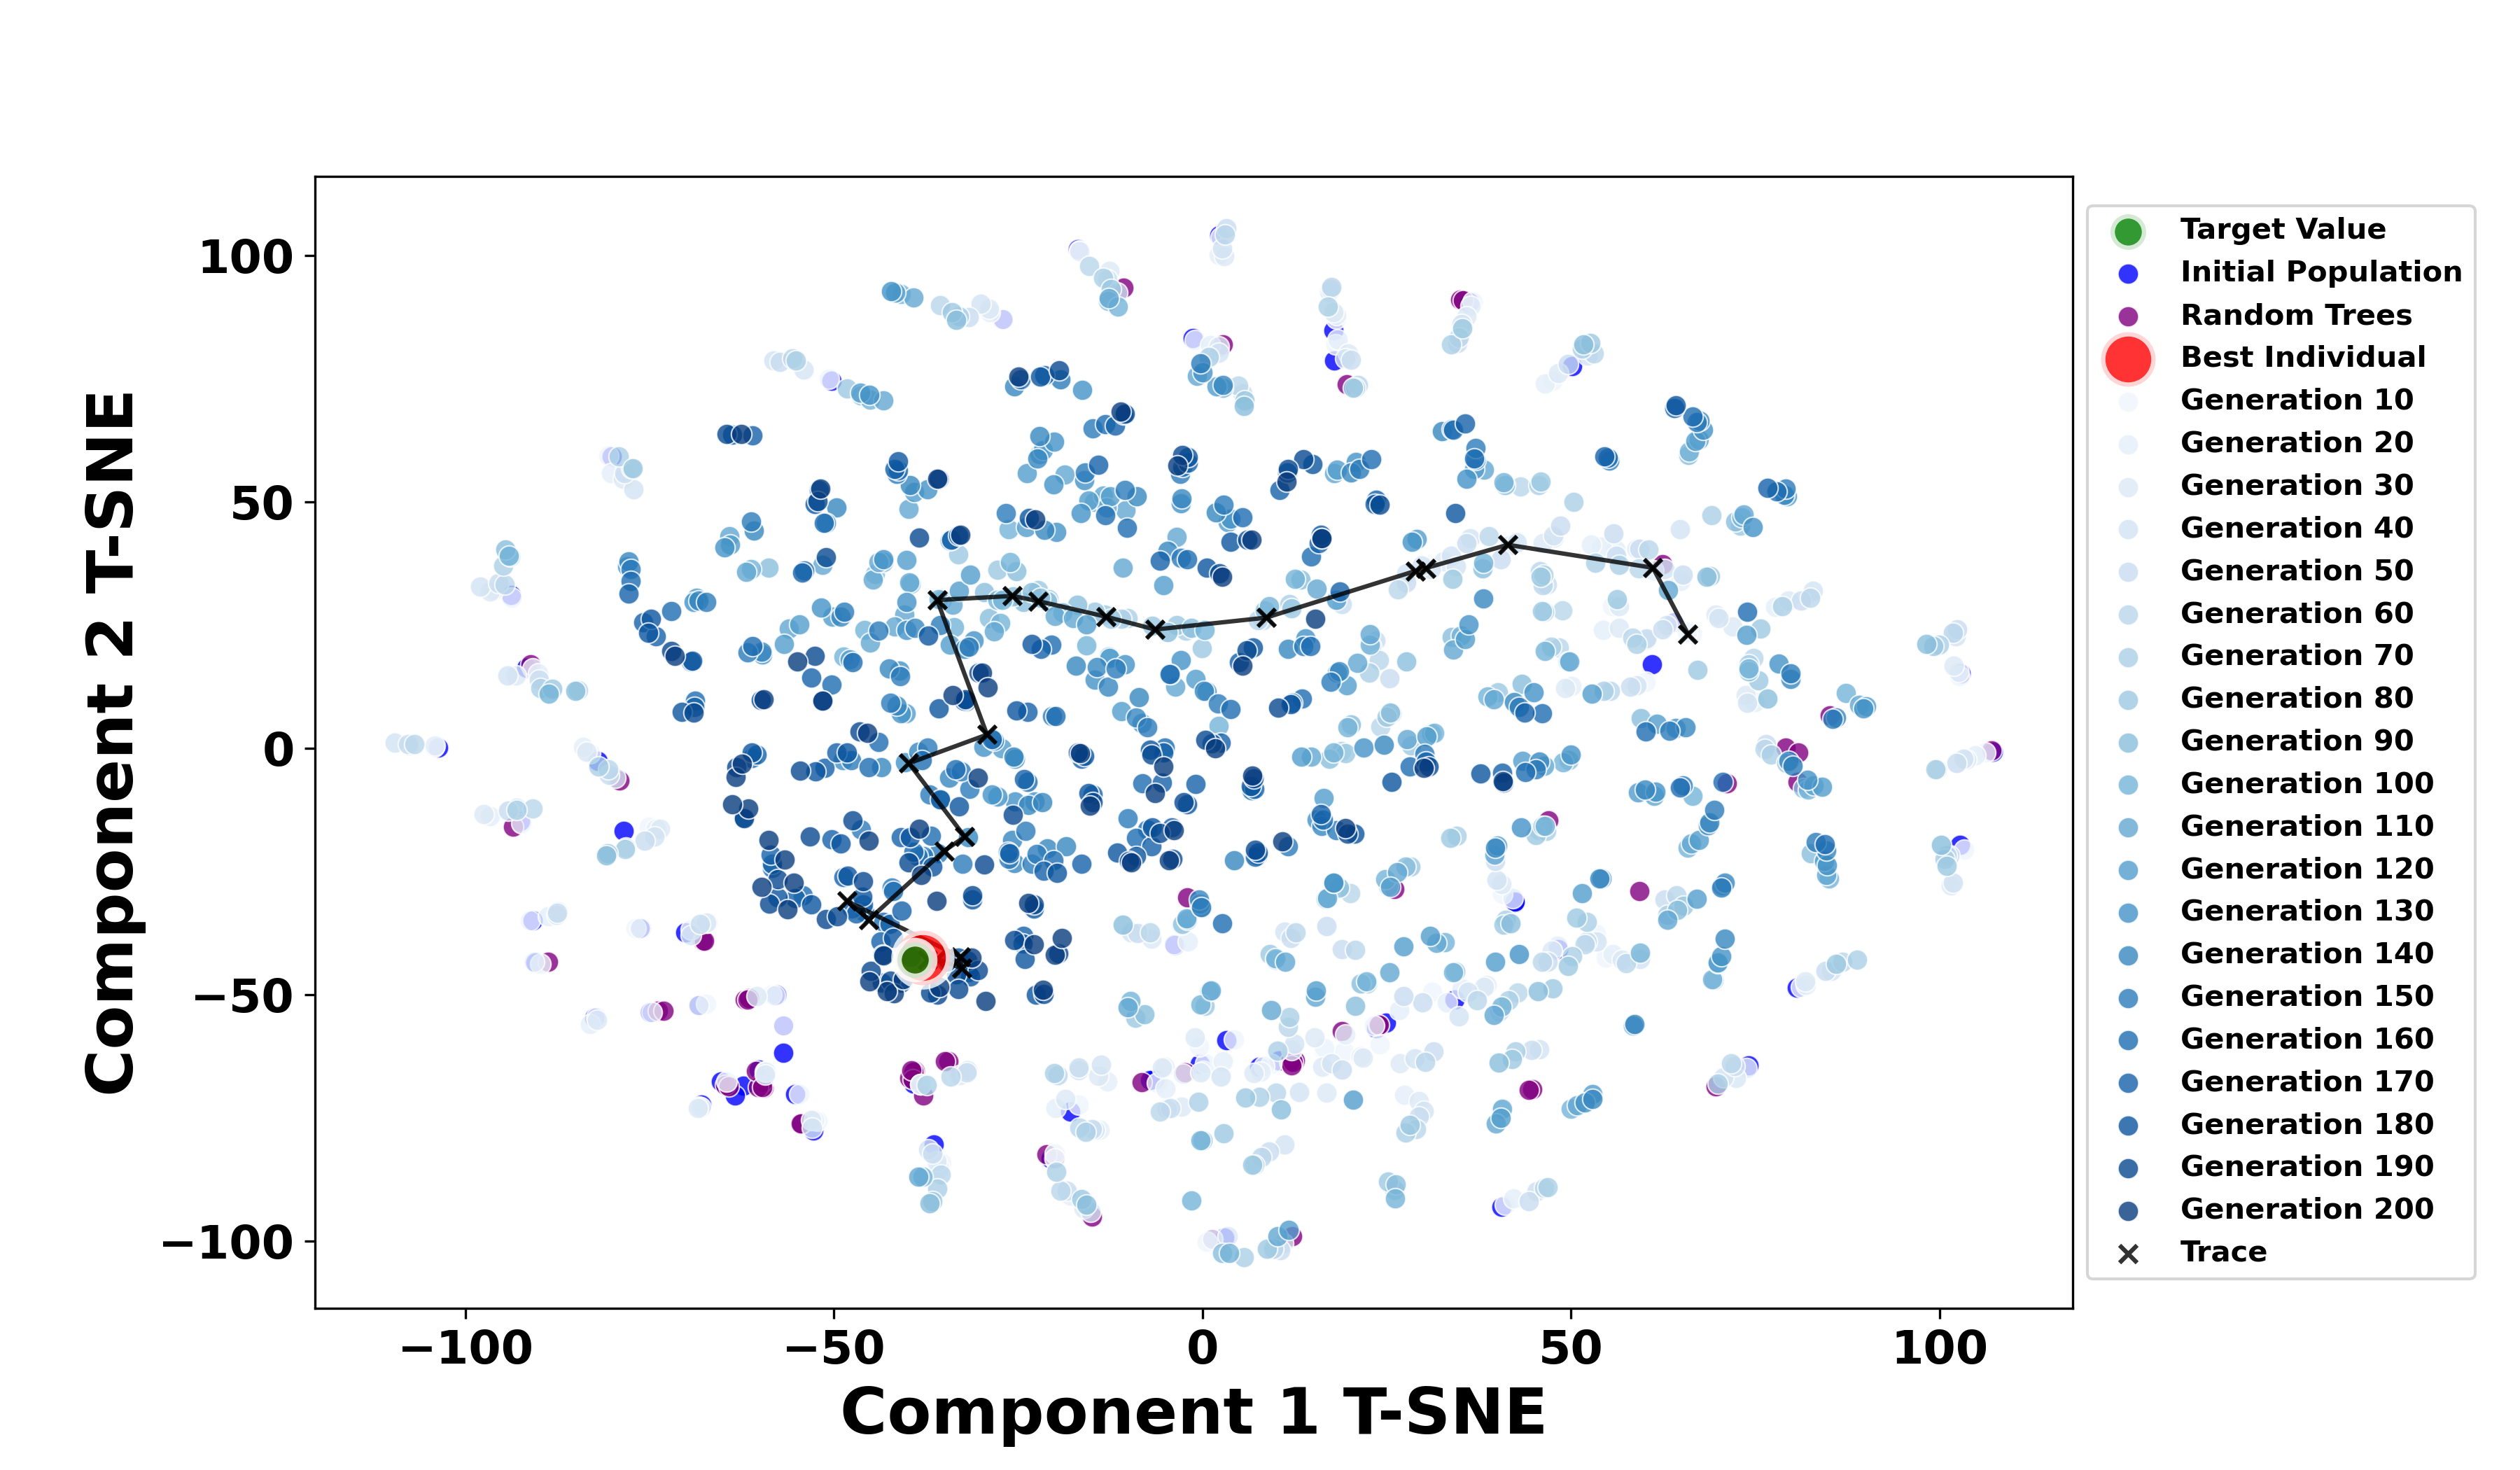 Component 2 T-SNE
100
50
0
−50
−100
−100
−50
0
50
100
Component 1 T-SNE
Target Value
Initial Population
Random Trees
Best Individual
Generation 10
Generation 20
Generation 30
Generation 40
Generation 50
Generation 60
Generation 70
Generation 80
Generation 90
Generation 100
Generation 110
Generation 120
Generation 130
Generation 140
Generation 150
Generation 160
Generation 170
Generation 180
Generation 190
Generation 200
Trace